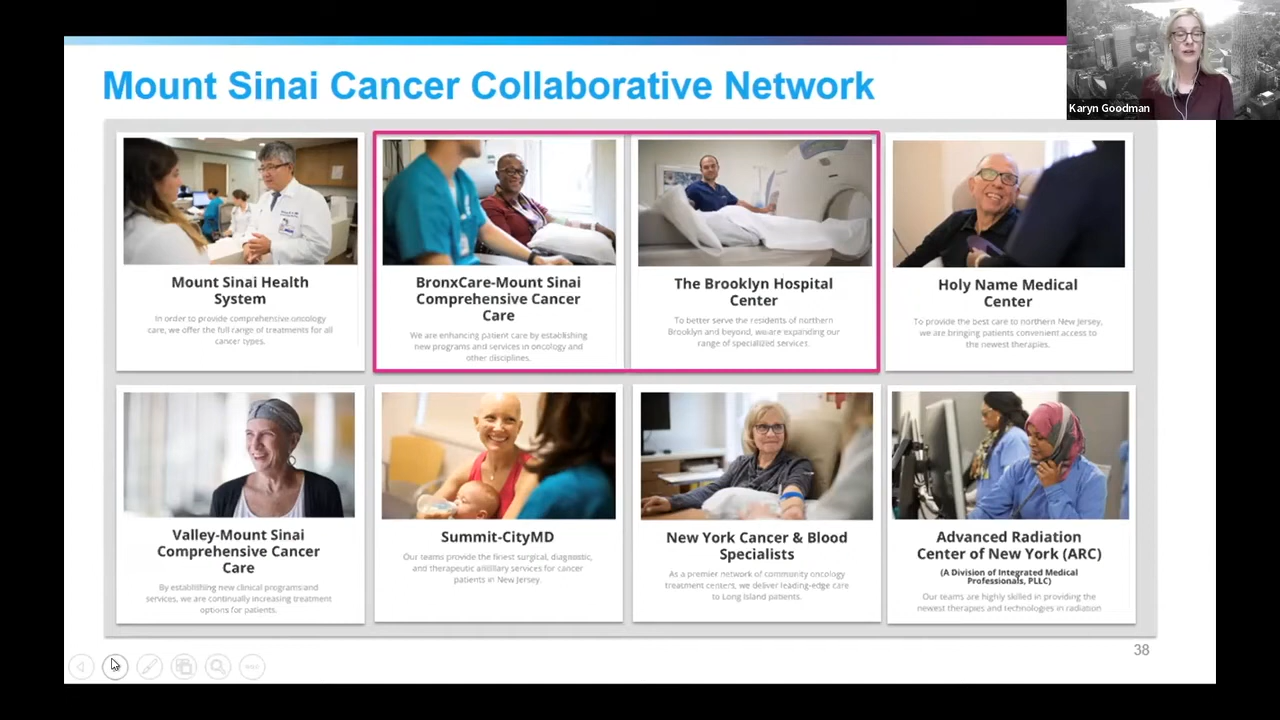 Karyn Goodman
Mount Sinai Cancer Collaborative Network
Mount Sinai Health
System
In order to provide comprehensive oncology
care, we offer the full range of treatments for all
cancer types.
BronxCare-Mount Sinai
Comprehensive Cancer
Care
We are enhancing patient care by establishing
new programs and services in oncology and
other disciplines.
The Brooklyn Hospital
Center
To better serve the residents of northern
Brooklyn and beyond, we are expanding our
range of specialized services.
Holy Name Medical
Center
To provide the best care to northern New Jersey,
we are bringing patients convenient access to
the newest therapies.
Valley-Mount Sinai
Comprehensive Cancer
Care
By establishing new clinical programs and
services, we are continually increasing treatment
options for patients.
Summit-CityMD
Our teams provide the finest surgical, diagnostic,
and therapeutic ancillary services for cancer
patients in New Jersey.
New York Cancer & Blood
Specialists
As a premier network of community oncology
treatment centers, we deliver leading-edge care
to Long Island patients.
Advanced Radiation
Center of New York (ARC)
(A Division of Integrated Medical
Professionals, PLLC)
Our teams are highly skilled in providing the
newest therapies and technologies in radiation
38